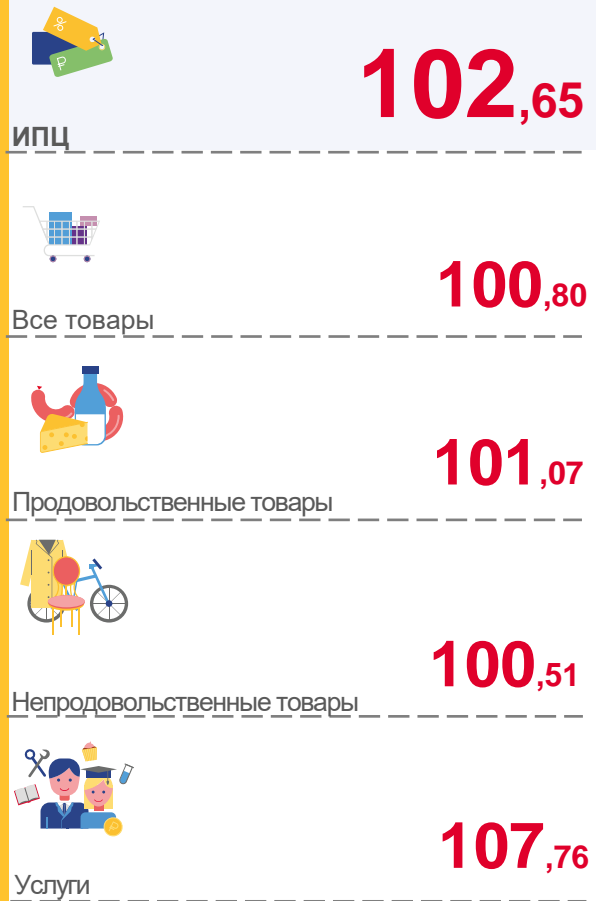 %
₽
102,65
ИПЦ
100,80
Все товары
101,07
Продовольственные товары
100,51
Непродовольственные товары
₽
107,76
Услуги